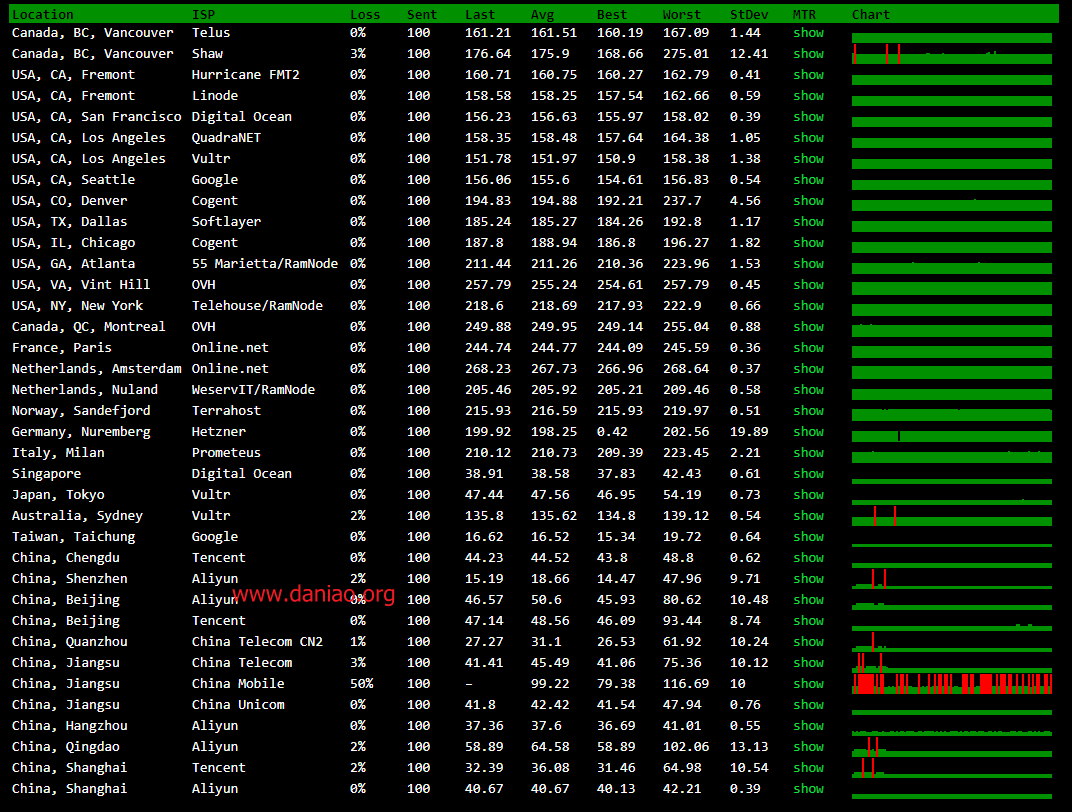 Location ISP Loss Sent Last Avg Best Worst StDev MTR Chart
Canada, BC, Vancouver Telus 0% 100 161.21 161.51 160.19 167.09 1.44 show
Canada, BC, Vancouver Shaw 3% 100 176.64 175.9 168.66 275.01 12.41 show
USA, CA, Fremont Hurricane FMT2 0% 100 160.71 160.75 160.27 162.79 0.41 show
USA, CA, Fremont Linode 0% 100 158.58 158.25 157.54 162.66 0.59 show
USA, CA, San Francisco Digital Ocean 0% 100 156.23 156.63 155.97 158.02 0.39 show
USA, CA, Los Angeles QuadraNET 0% 100 158.35 158.48 157.64 164.38 1.05 show
USA, CA, Los Angeles Vultr 0% 100 151.78 151.97 150.9 158.38 1.38 show
USA, CA, Seattle Google 0% 100 156.06 155.6 154.61 156.83 0.54 show
USA, CO, Denver Cogent 0% 100 194.83 194.88 192.21 237.7 4.56 show
USA, TX, Dallas Softlayer 0% 100 185.24 185.27 184.26 192.8 1.17 show
USA, IL, Chicago Cogent 0% 100 187.8 188.94 186.8 196.27 1.82 show
USA, GA, Atlanta 55 Marietta/RamNode 0% 100 211.44 211.26 210.36 223.96 1.53 show
USA, VA, Vint Hill OVH 0% 100 257.79 255.24 254.61 257.79 0.45 show
USA, NY, New York Telehouse/RamNode 0% 100 218.6 218.69 217.93 222.9 0.66 show
Canada, QC, Montreal OVH 0% 100 249.88 249.95 249.14 255.04 0.88 show
France, Paris Online.net 0% 100 244.74 244.77 244.09 245.59 0.36 show
Netherlands, Amsterdam Online.net 0% 100 268.23 267.73 266.96 268.64 0.37 show
Netherlands, Nuland WeservIT/RamNode 0% 100 205.46 205.92 205.21 209.46 0.58 show
Norway, Sandefjord Terrahost 0% 100 215.93 216.59 215.93 219.97 0.51 show
Germany, Nuremberg Hetzner 0% 100 199.92 198.25 0.42 202.56 19.89 show
Italy, Milan Prometeus 0% 100 210.12 210.73 209.39 223.45 2.21 show
Singapore Digital Ocean 0% 100 38.91 38.58 37.83 42.43 0.61 show
Japan, Tokyo Vultr 0% 100 47.44 47.56 46.95 54.19 0.73 show
Australia, Sydney Vultr 2% 100 135.8 135.62 134.8 139.12 0.54 show
Taiwan, Taichung Google 0% 100 16.62 16.52 15.34 19.72 0.64 show
China, Chengdu Tencent 0% 100 44.23 44.52 43.8 48.8 0.62 show
China, Shenzhen Aliyun 2% 100 15.19 18.66 14.47 47.96 9.71 show
www.daniao.org
China, Beijing Aliyun 0% 100 46.57 50.6 45.93 80.62 10.48 show
China, Beijing Tencent 0% 100 47.14 48.56 46.09 93.44 8.74 show
China, Quanzhou China Telecom CN2 1% 100 27.27 31.1 26.53 61.92 10.24 show
China, Jiangsu China Telecom 3% 100 41.41 45.49 41.06 75.36 10.12 show
China, Jiangsu China Mobile 50% 100 – 99.22 79.38 116.69 10 show
China, Jiangsu China Unicom 0% 100 41.8 42.42 41.54 47.94 0.76 show
China, Hangzhou Aliyun 0% 100 37.36 37.6 36.69 41.01 0.55 show
China, Qingdao Aliyun 2% 100 58.89 64.58 58.89 102.06 13.13 show
China, Shanghai Tencent 2% 100 32.39 36.08 31.46 64.98 10.54 show
China, Shanghai Aliyun 0% 100 40.67 40.67 40.13 42.21 0.39 show